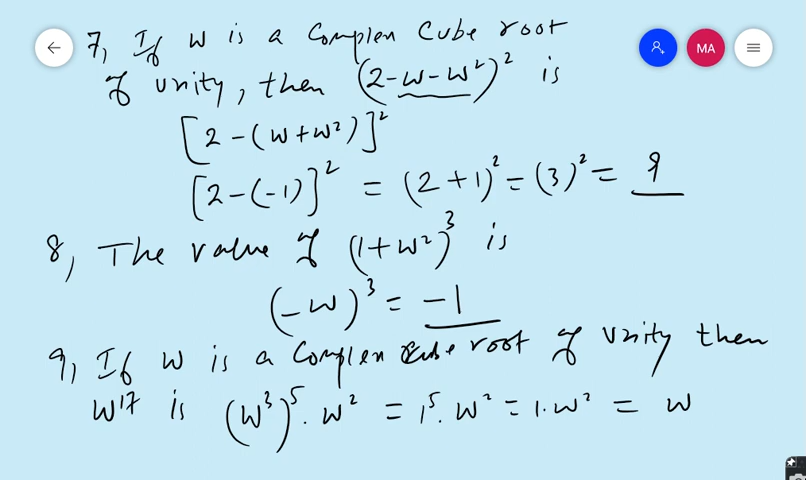 7, If w is a Complex Cube root
of unity, then (2-w-w²)² is
[2-(w+w²)]²
[2-(-1)]² = (2+1)² = (3)² = 9
8, The value of (1+w²)³ is
(-w)³ = -1
9, If w is a Complex cube root of unity then
w¹⁷ is (w³)⁵. w² = 1⁵. w² = 1. w² = w
MA